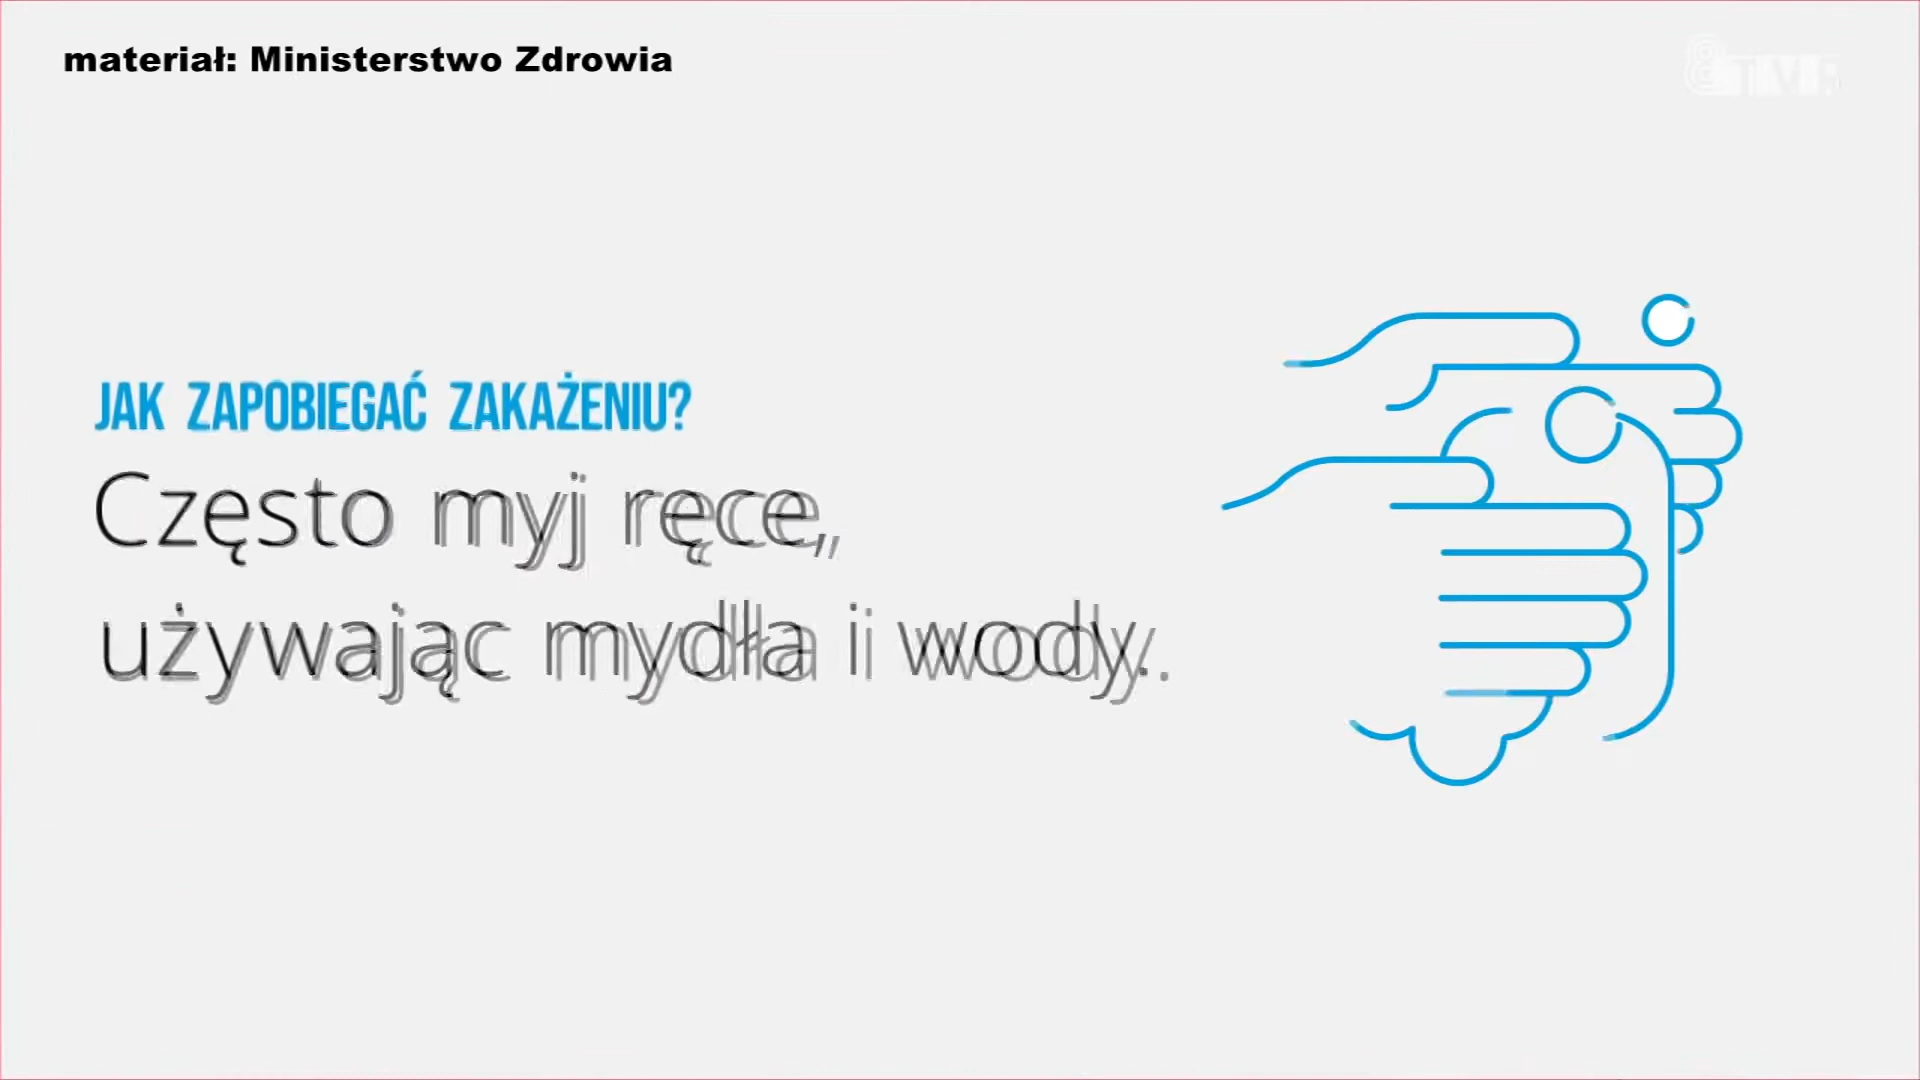 materiał: Ministerstwo Zdrowia
JAK ZAPOBIEGAĆ ZAKAŻENIU?
Często myj ręce,
używając mydła i wody.